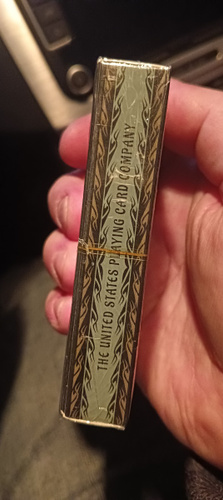 THE UNITED STATES PLAYING CARD COMPANY